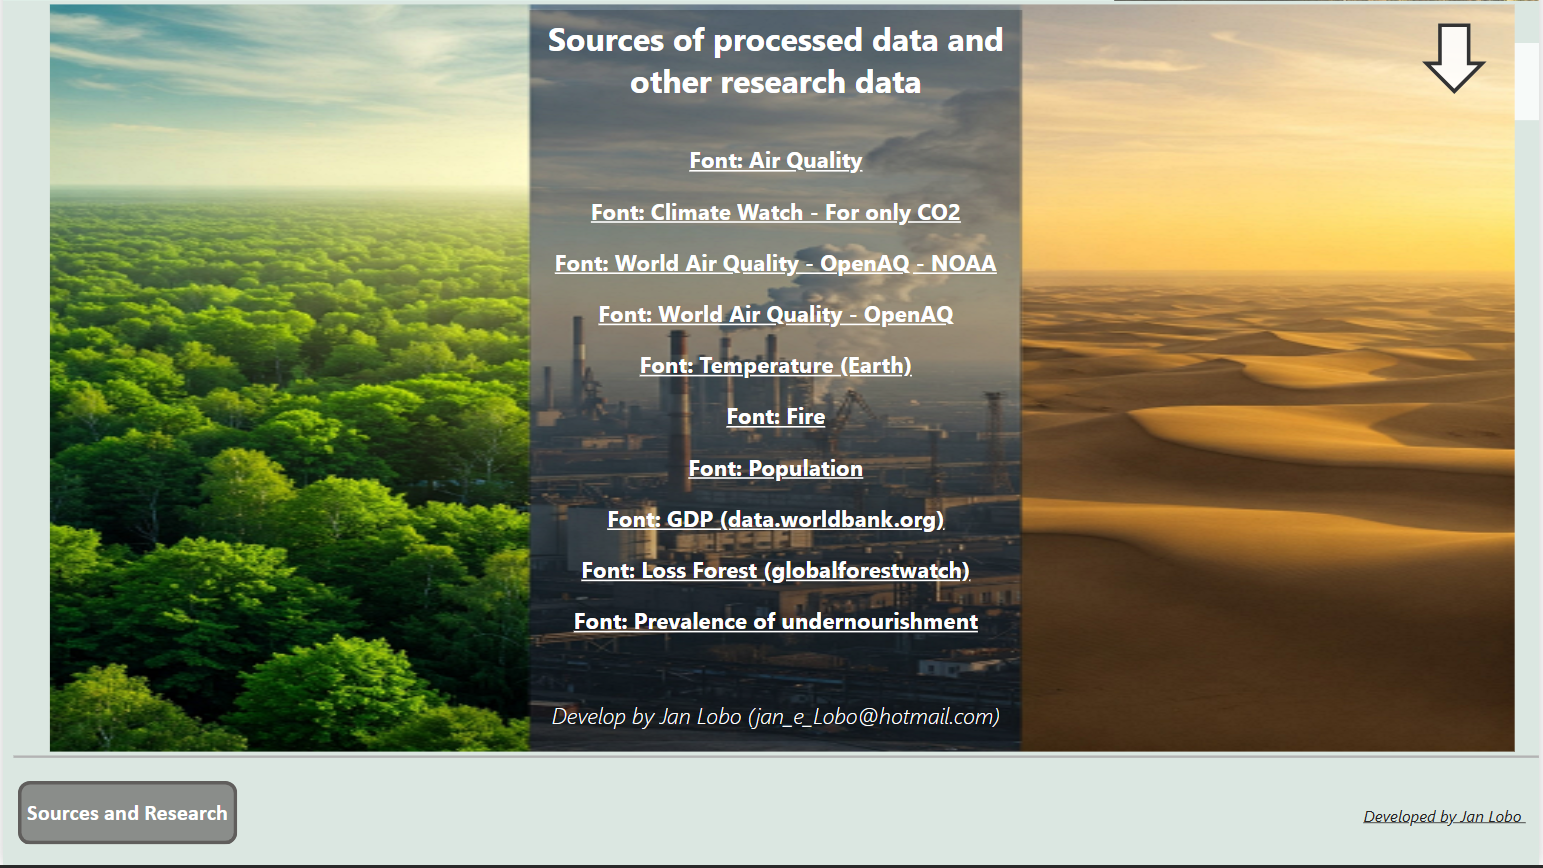 Sources of processed data and
other research data
Font: Air Quality
Font: Climate Watch - For only CO2
Font: World Air Quality - OpenAQ - NOAA
Font: World Air Quality - OpenAQ
Font: Temperature (Earth)
Font: Fire
Font: Population
Font: GDP (data.worldbank.org)
Font: Loss Forest (globalforestwatch)
Font: Prevalence of undernourishment
Develop by Jan Lobo (jan_e_Lobo@hotmail.com)
Sources and Research
Developed by Jan Lobo